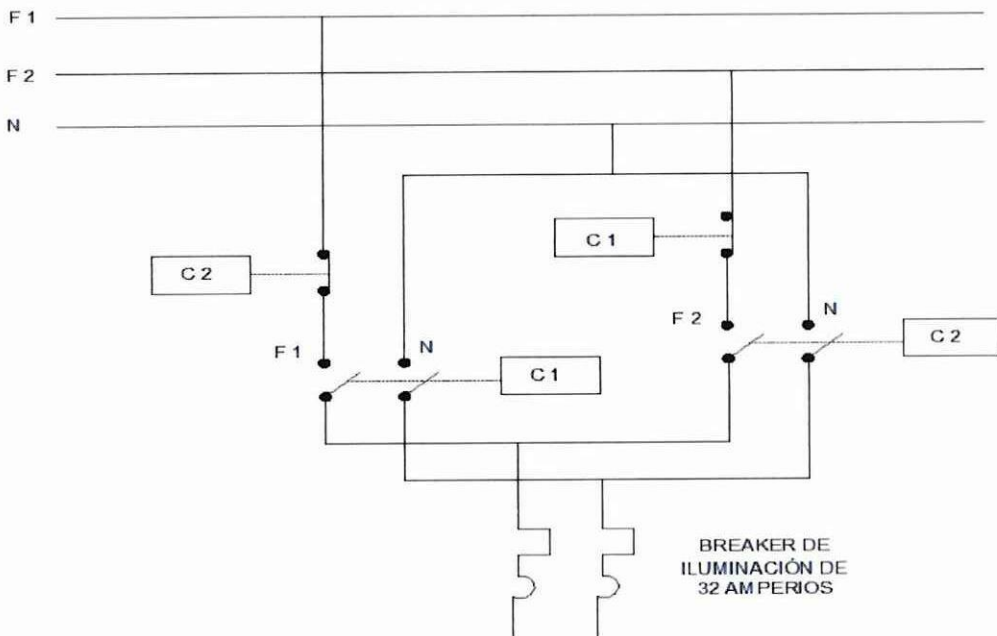 F 1
F 2
N
C 1
C 2
F 2
N
C 2
F 1
N
C 1
BREAKER DE
ILUMINACIÓN DE
32 AMPERIOS